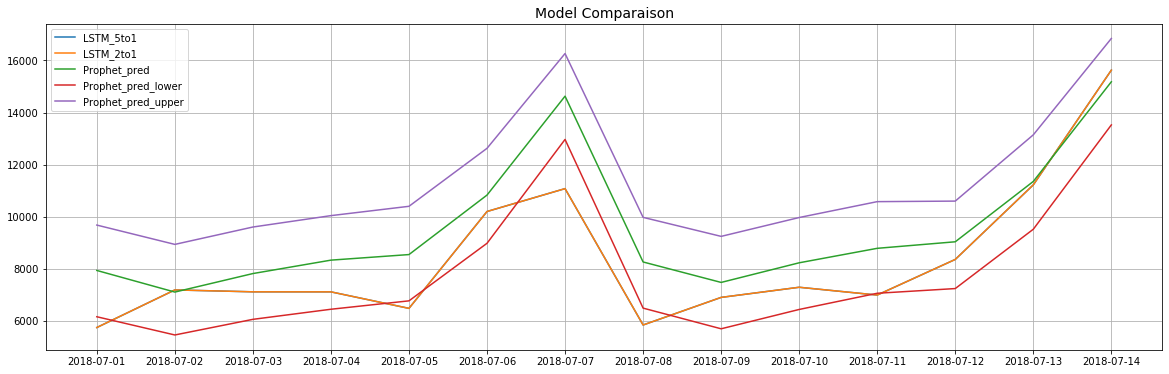 Model Comparaison
LSTM_5to1
LSTM_2to1
Prophet_pred
Prophet_pred_lower
Prophet_pred_upper
16000
14000
12000
10000
8000
6000
2018-07-01 2018-07-02 2018-07-03 2018-07-04 2018-07-05 2018-07-06 2018-07-07 2018-07-08 2018-07-09 2018-07-10 2018-07-11 2018-07-12 2018-07-13 2018-07-14